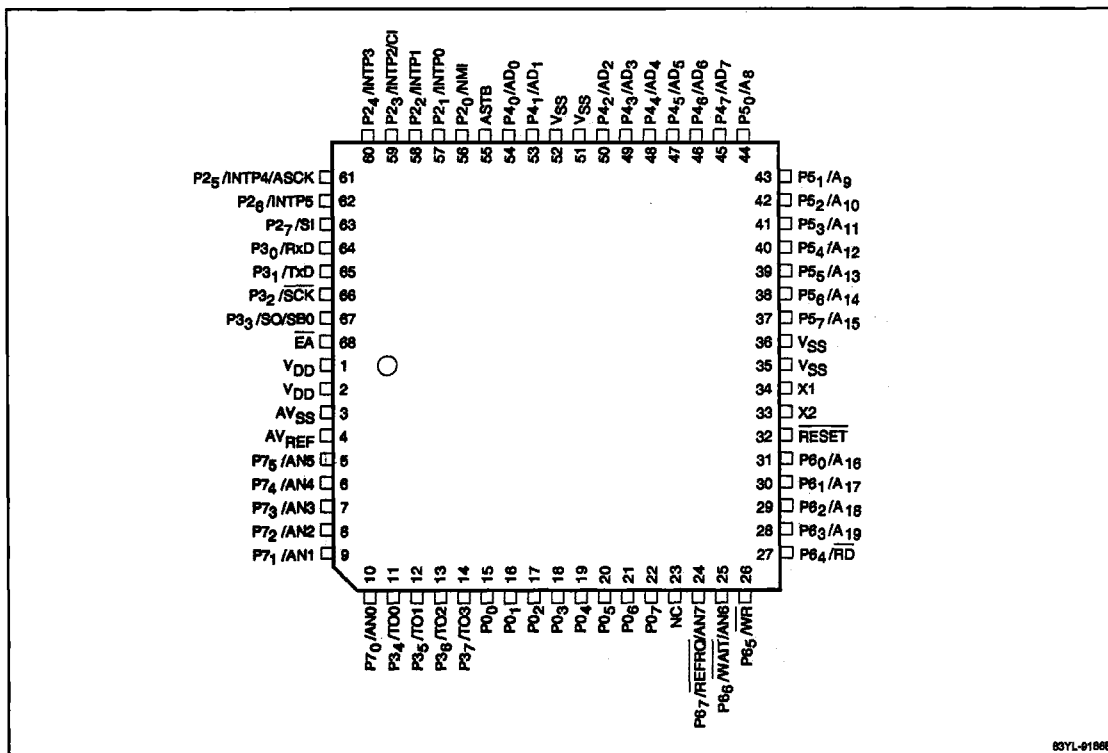 P2₄/INTP3
P2₃/INTP2/CI
P2₂/INTP1
P2₁/INTP0
P2₀/NMI
ASTB
P4₀/AD₀
P4₁/AD₁
VSS
VSS
P4₂/AD₂
P4₃/AD₃
P4₄/AD₄
P4₅/AD₅
P4₆/AD₆
P4₇/AD₇
P5₀/A₈
60 59 58 57 56 55 54 53 52 51 50 49 48 47 46 45 44
P2₅/INTP4/ASCK 61
P2₆/INTP5 62
P2₇/SI 63
P3₀/RxD 64
P3₁/TxD 65
P3₂/S̅C̅K̅ 66
P3₃/SO/SB0 67
E̅A̅ 68
VDD 1
VDD 2
AVSS 3
AVREF 4
P7₅/AN5 5
P7₄/AN4 6
P7₃/AN3 7
P7₂/AN2 8
P7₁/AN1 9
43 P5₁/A₉
42 P5₂/A₁₀
41 P5₃/A₁₁
40 P5₄/A₁₂
39 P5₅/A₁₃
38 P5₆/A₁₄
37 P5₇/A₁₅
36 VSS
35 VSS
34 X1
33 X2
32 R̅E̅S̅E̅T̅
31 P6₀/A₁₆
30 P6₁/A₁₇
29 P6₂/A₁₈
28 P6₃/A₁₉
27 P6₄/R̅D̅
10 11 12 13 14 15 16 17 18 19 20 21 22 23 24 25 26
P7₀/AN0
P3₄/TO0
P3₅/TO1
P3₆/TO2
P3₇/TO3
P0₀
P0₁
P0₂
P0₃
P0₄
P0₅
P0₆
P0₇
NC
P6₇/R̅E̅F̅R̅Q̅/AN7
P6₆/W̅A̅I̅T̅/AN6
P6₅/W̅R̅
83YL-9186B